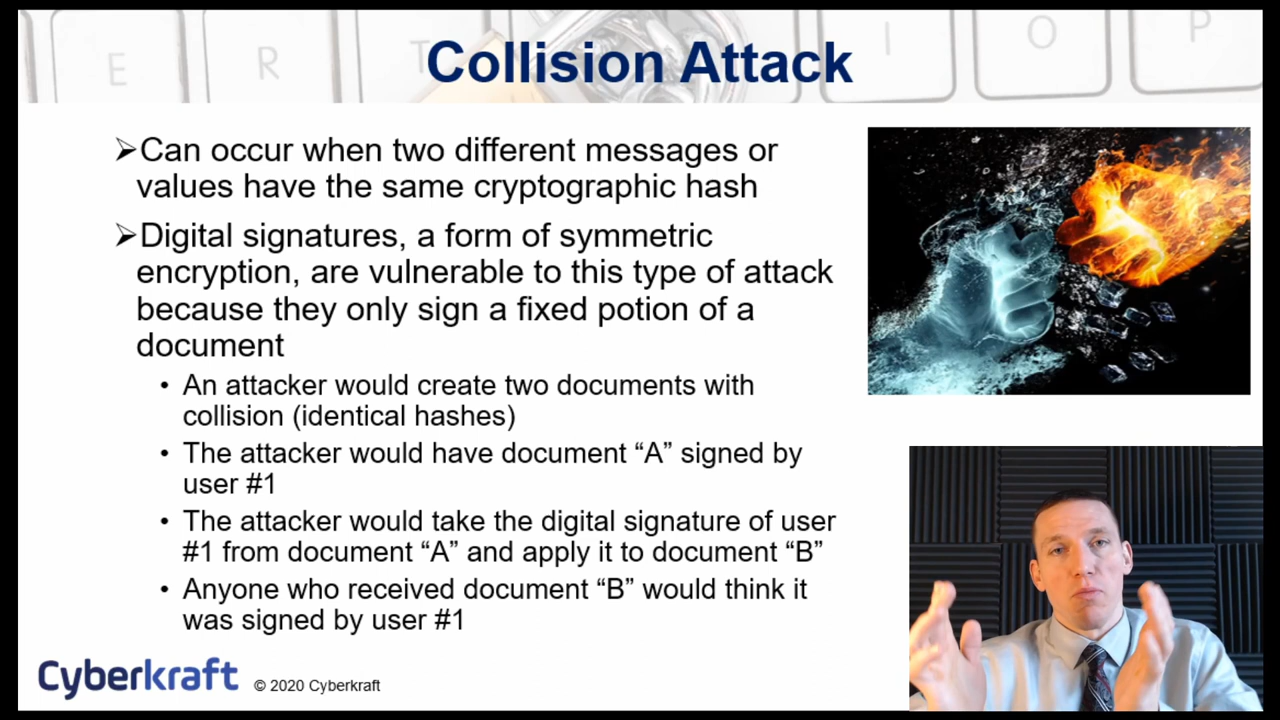 E R T I O P
Collision Attack
➢Can occur when two different messages or
values have the same cryptographic hash
➢Digital signatures, a form of symmetric
encryption, are vulnerable to this type of attack
because they only sign a fixed potion of a
document
• An attacker would create two documents with
collision (identical hashes)
• The attacker would have document “A” signed by
user #1
• The attacker would take the digital signature of user
#1 from document “A” and apply it to document “B”
• Anyone who received document “B” would think it
was signed by user #1
Cyberkraft © 2020 Cyberkraft